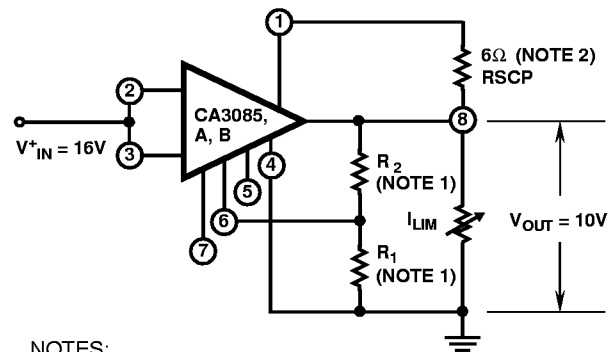 1
6Ω (NOTE 2)
RSCP
2
CA3085,
A, B
8
V+IN = 16V
3
4
R2
(NOTE 1)
5
6
ILIM
VOUT = 10V
7
R1
(NOTE 1)
NOTES: